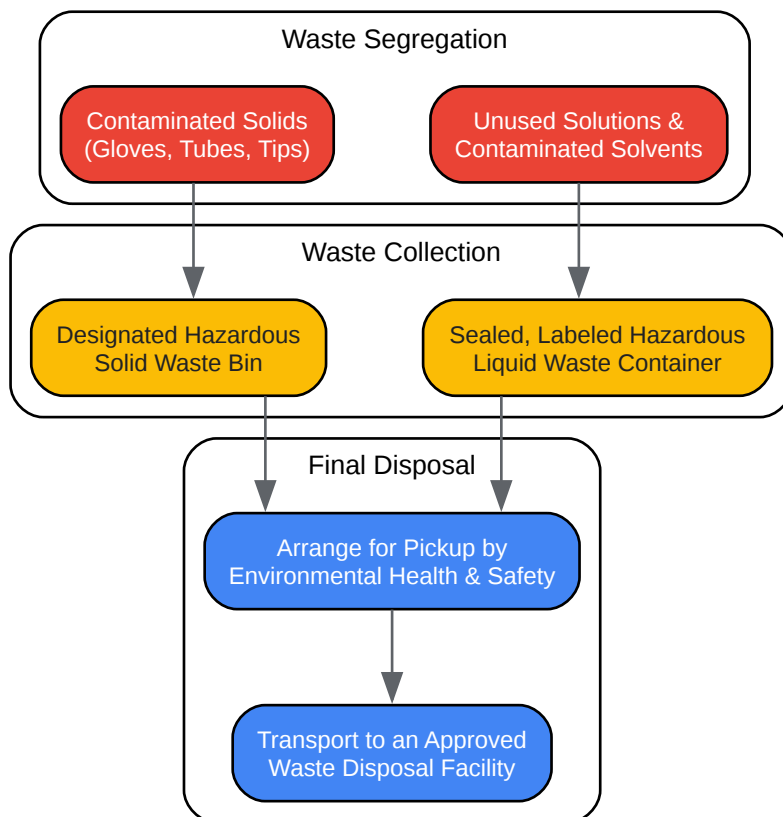 Waste Segregation
Contaminated Solids
(Gloves, Tubes, Tips)
Unused Solutions &
Contaminated Solvents
Waste Collection
Designated Hazardous
Solid Waste Bin
Sealed, Labeled Hazardous
Liquid Waste Container
Final Disposal
Arrange for Pickup by
Environmental Health & Safety
Transport to an Approved
Waste Disposal Facility